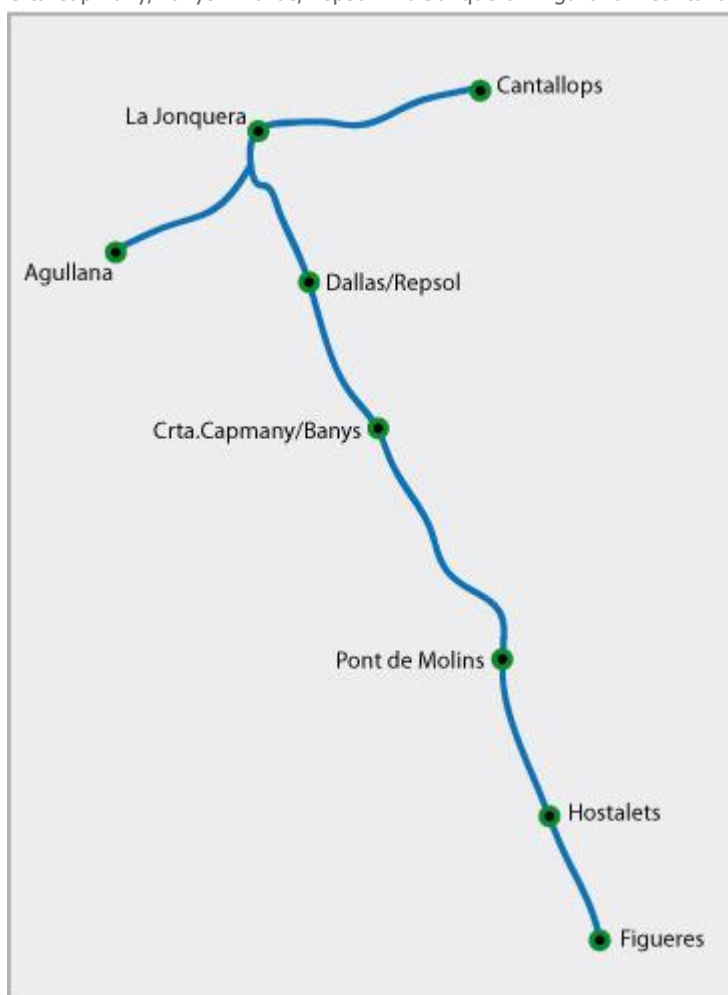 Cantallops
La Jonquera
Agullana
Dallas/Repsol
Crta.Capmany/Banys
Pont de Molins
Hostalets
Figueres